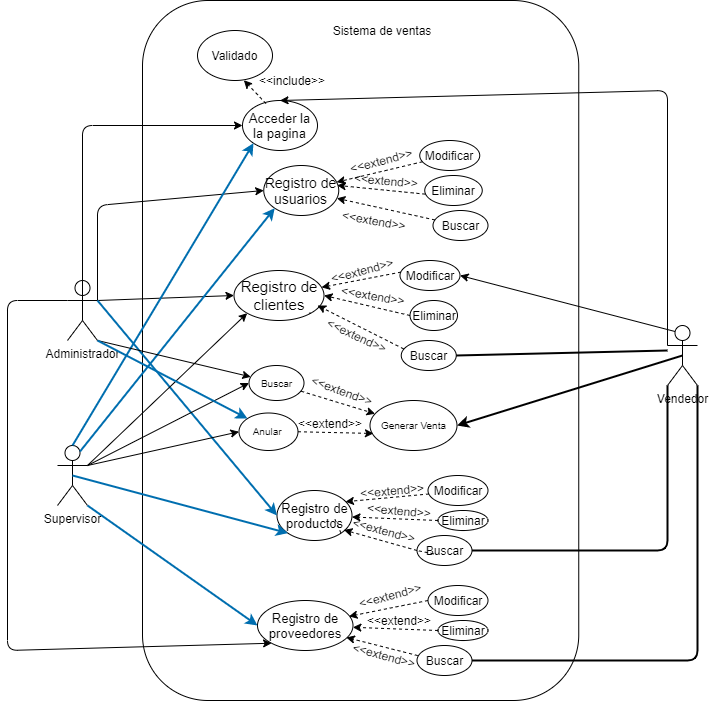 Sistema de ventas
Validado
<<include>>
Acceder la
la pagina
<<extend>>
Modificar
Registro de
usuarios
<<extend>>
Eliminar
<<extend>>
Buscar
Registro de
clientes
<<extend>>
Modificar
<<extend>>
Eliminar
<<extend>>
Buscar
Administrador
Vendedor
Buscar
<<extend>>
Anular
<<extend>>
Generar Venta
Supervisor
Registro de
productos
<<extend>>
Modificar
<<extend>>
Eliminar
<<extend>>
Buscar
Registro de
proveedores
<<extend>>
Modificar
<<extend>>
Eliminar
<<extend>>
Buscar